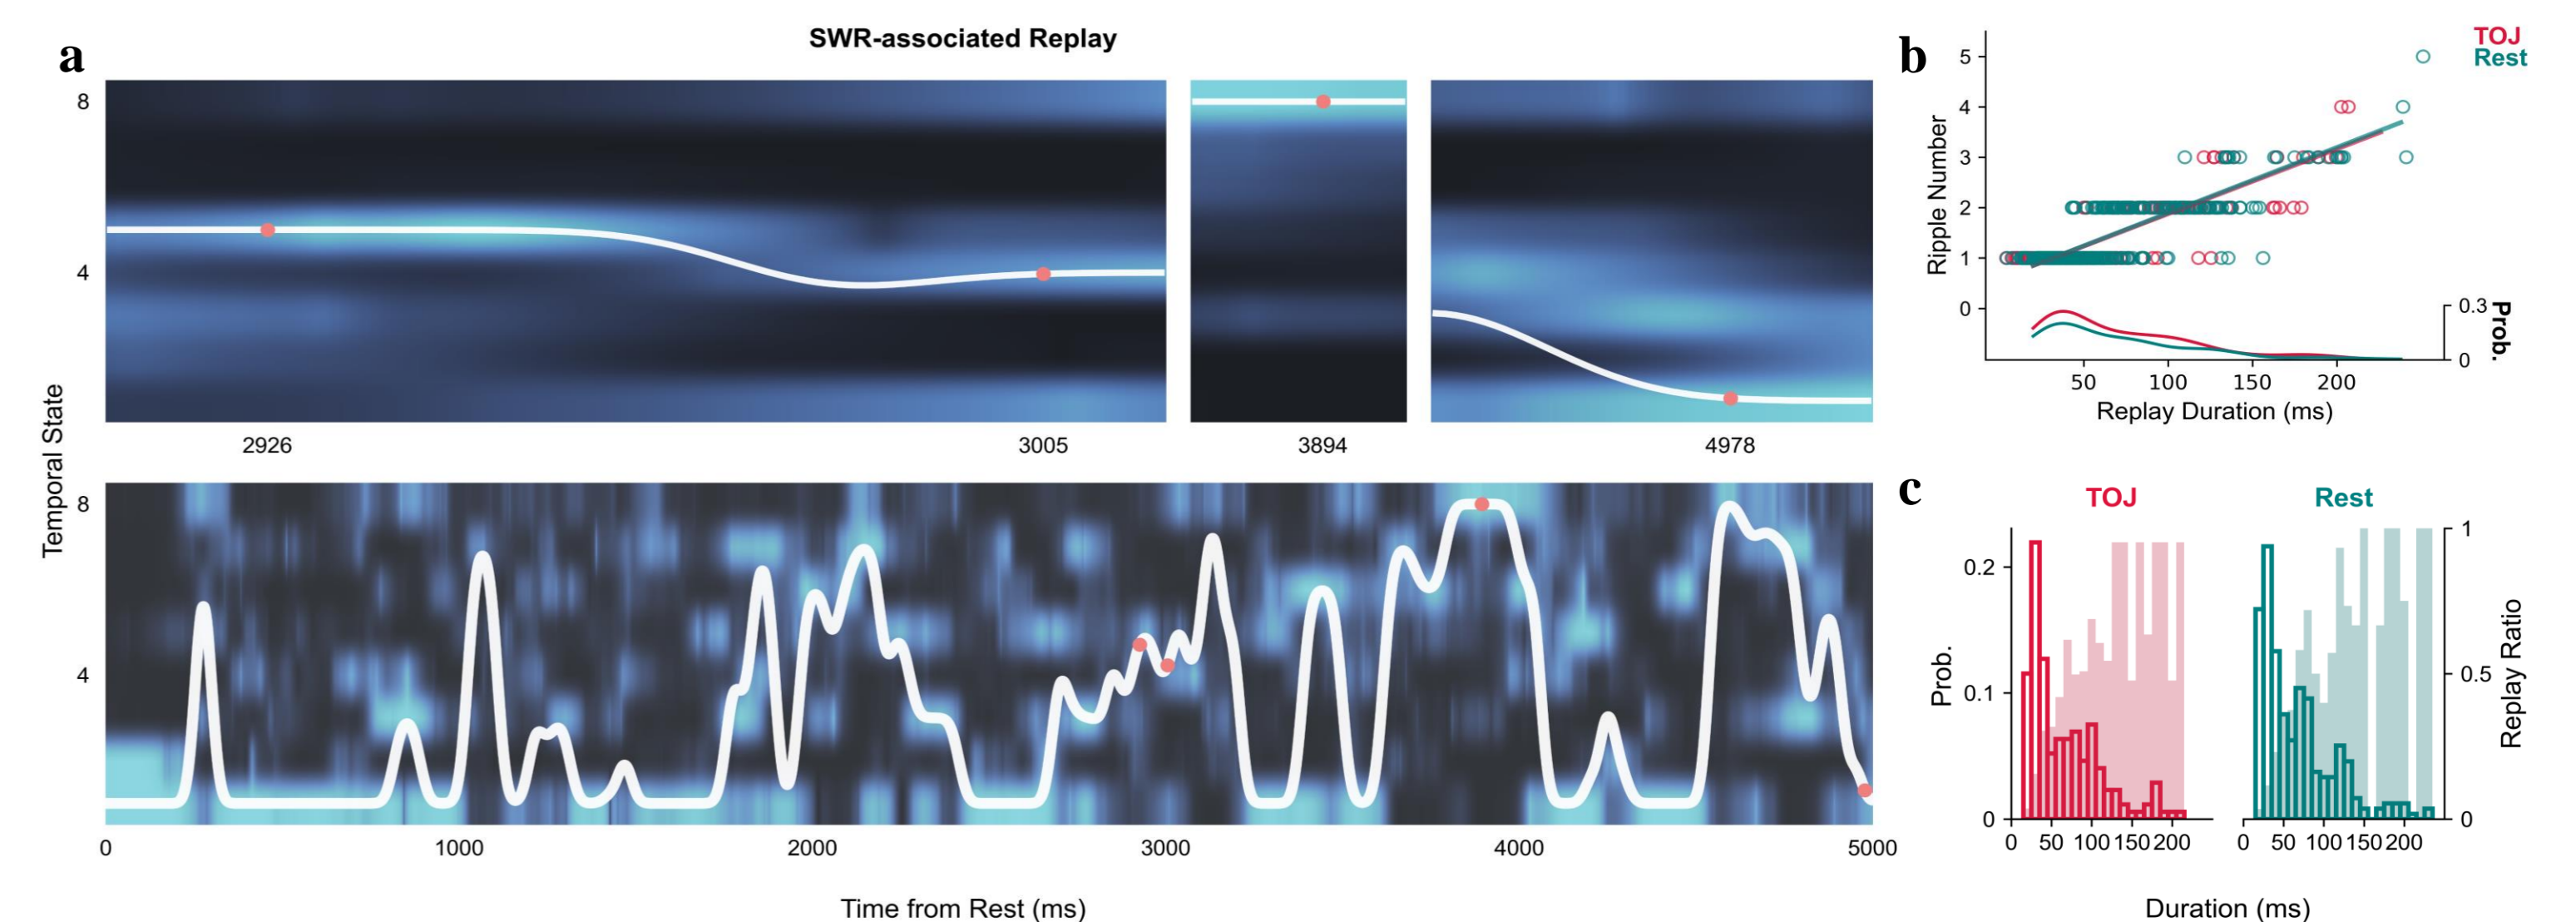 a
SWR-associated Replay
8
4
2926 3005 3894 4978
Temporal State
8
4
0 1000 2000 3000 4000 5000
Time from Rest (ms)
b
TOJ
Rest
5
4
3
2
1
0
Ripple Number
0.3
0
Prob.
50 100 150 200
Replay Duration (ms)
c
TOJ Rest
0.2
0.1
0
Prob.
1
0.5
0
Replay Ratio
0 50 100 150 200 0 50 100 150 200
Duration (ms)